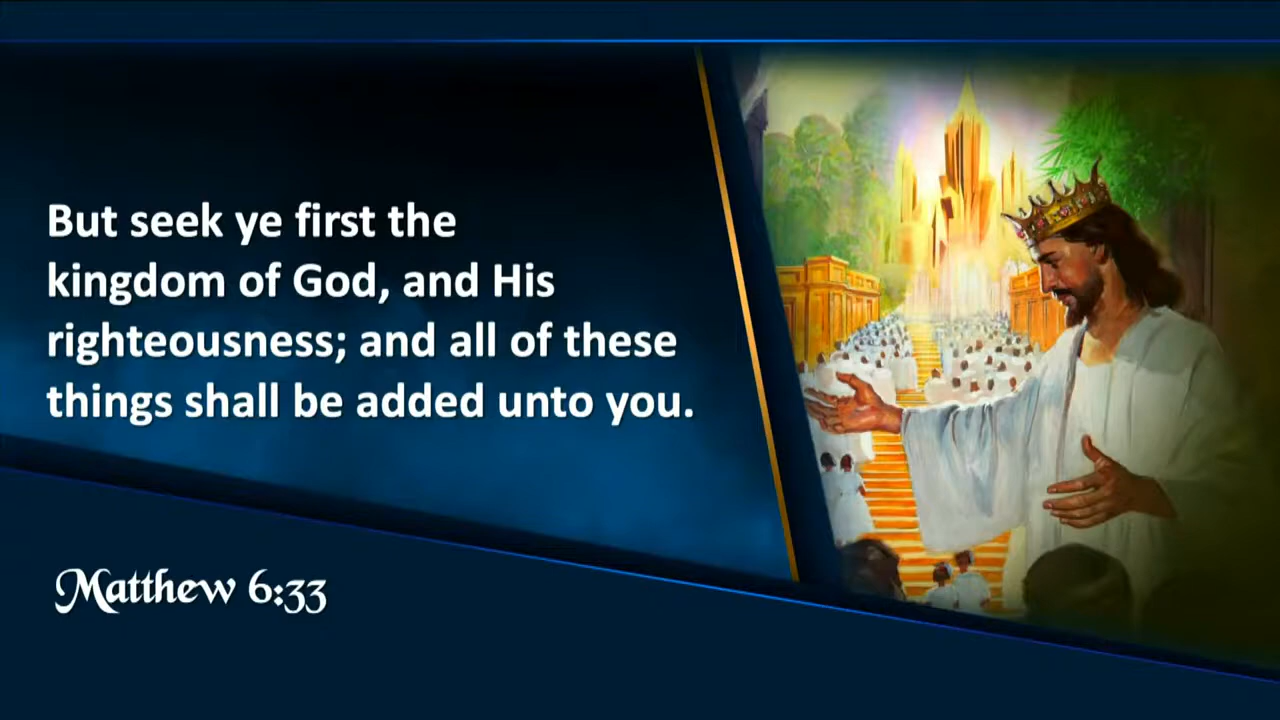 But seek ye first the
kingdom of God, and His
righteousness; and all of these
things shall be added unto you.
Matthew 6:33